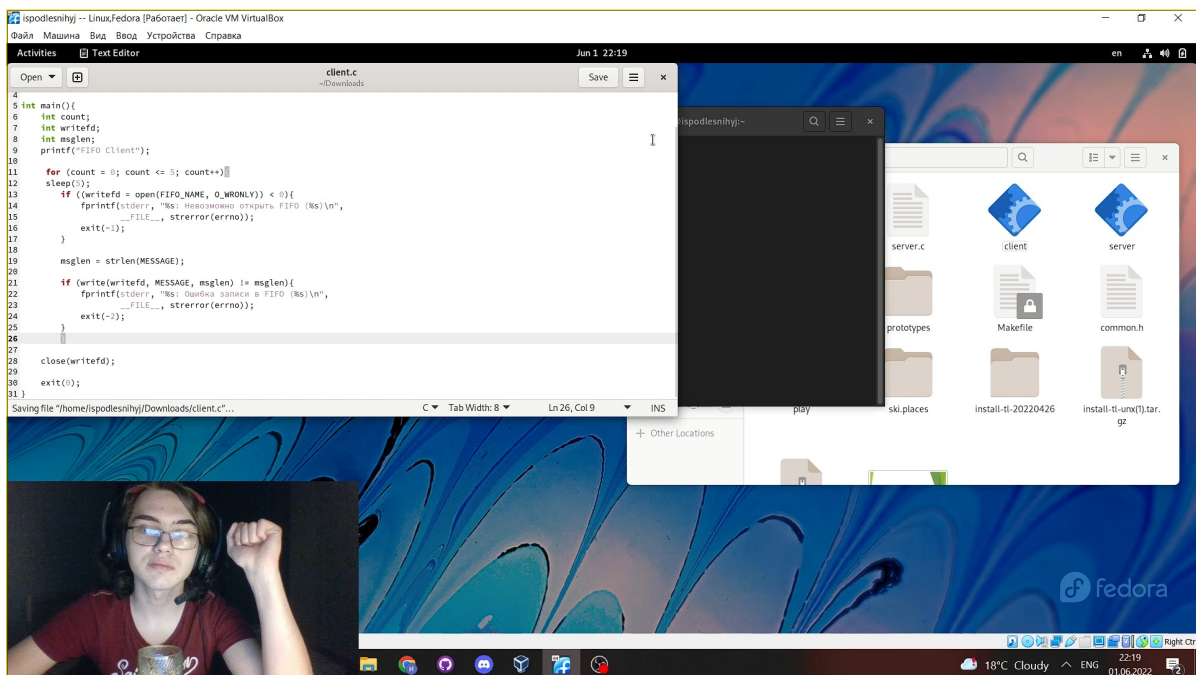 ispodlesnihyj -- Linux,Fedora [Работает] - Oracle VM VirtualBox
Файл Машина Вид Ввод Устройства Справка
Activities Text Editor Jun 1 22:19 en
Open client.c Save
~/Downloads
4
5 int main(){
6 int count;
7 int writefd;
8 int msglen;
9 printf("FIFO Client");
10
11 for (count = 0; count <= 5; count++){
12 sleep(5);
13 if ((writefd = open(FIFO_NAME, O_WRONLY)) < 0){
14 fprintf(stderr, "%s: Невозможно открыть FIFO (%s)\n",
15 __FILE__, strerror(errno));
16 exit(-1);
17 }
18
19 msglen = strlen(MESSAGE);
20
21 if (write(writefd, MESSAGE, msglen) != msglen){
22 fprintf(stderr, "%s: Ошибка записи в FIFO (%s)\n",
23 __FILE__, strerror(errno));
24 exit(-2);
25 }
26 }
27
28 close(writefd);
29
30 exit(0);
31 }
Saving file "/home/ispodlesnihyj/Downloads/client.c"... C Tab Width: 8 Ln 26, Col 9 INS
@ispodlesnihyj:~
server.c client server
prototypes Makefile common.h
play ski.places install-tl-20220426 install-tl-unx(1).tar.
gz
+ Other Locations
fedora
Right Ctrl
18°C Cloudy ENG 22:19
01.06.2022
2